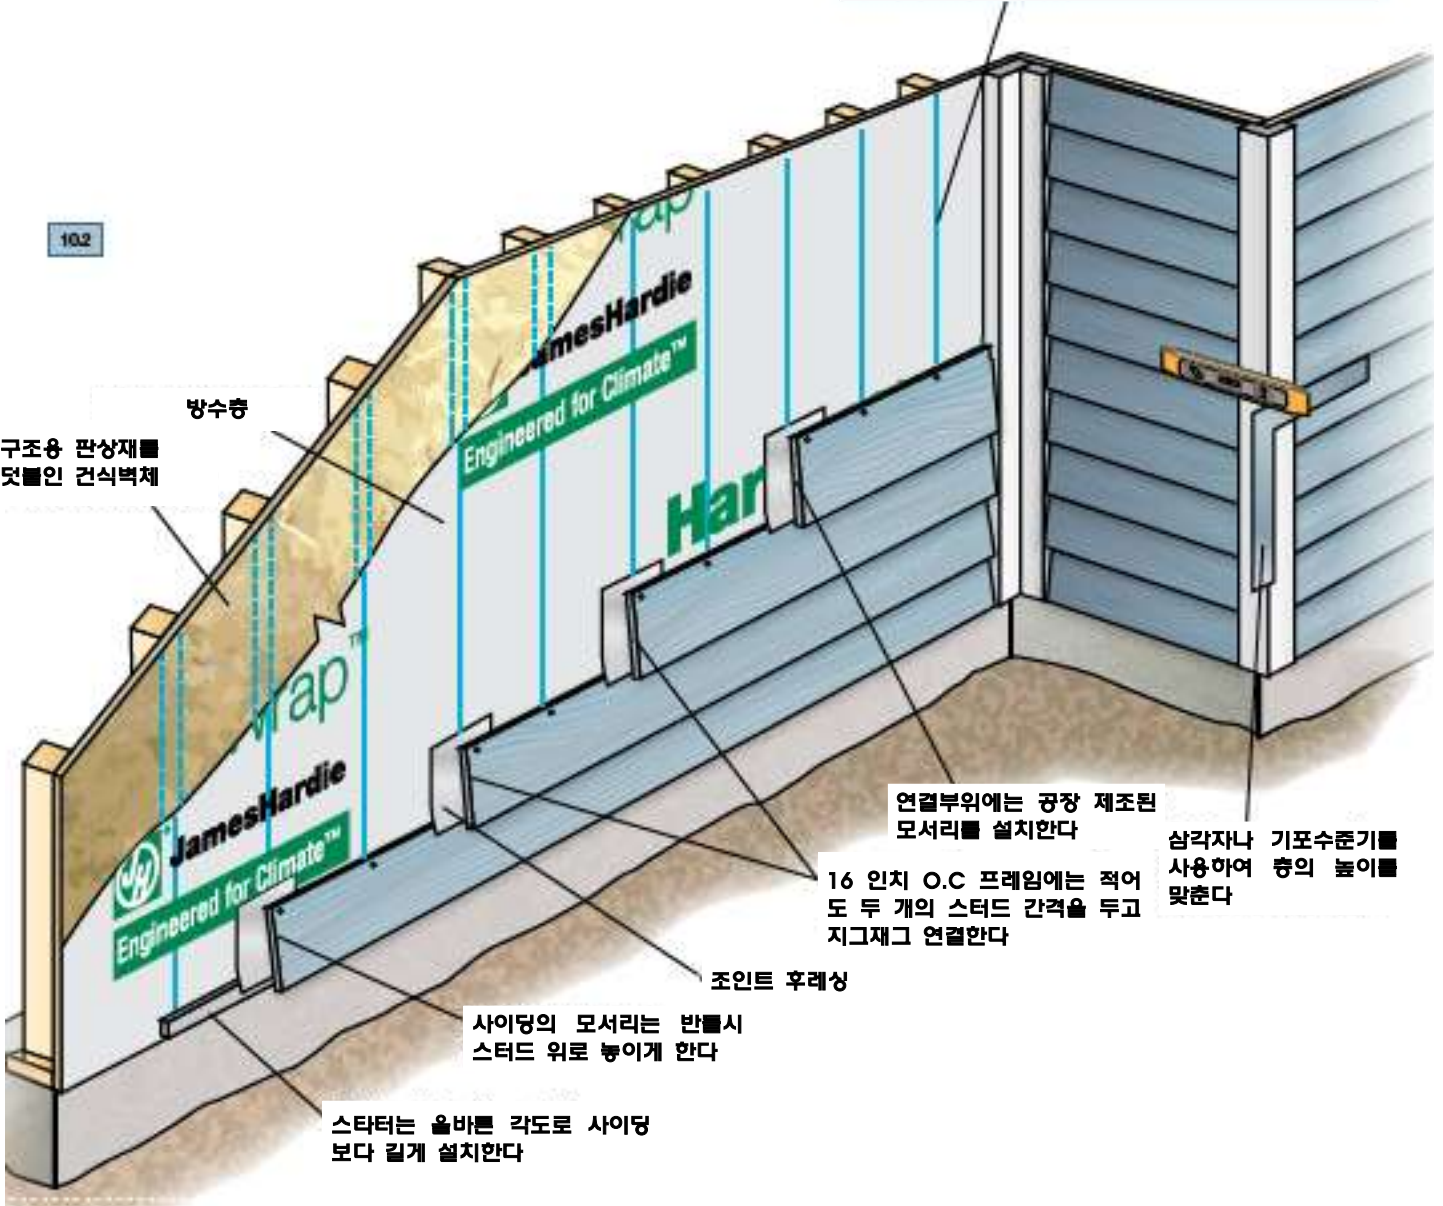 10.2
방수층
구조용 판상재를
덧붙인 건식벽체
rap
JamesHardie
Engineered for Climate™
Har
wrap™
JH
JamesHardie
Engineered for Climate™
연결부위에는 공장 제조된
모서리를 설치한다
삼각자나 기포수준기를
사용하여 층의 높이를
맞춘다
16 인치 O.C 프레임에는 적어
도 두 개의 스터드 간격을 두고
지그재그 연결한다
조인트 후레싱
사이딩의 모서리는 반틀시
스터드 위로 놓이게 한다
스타터는 올바른 각도로 사이딩
보다 길게 설치한다